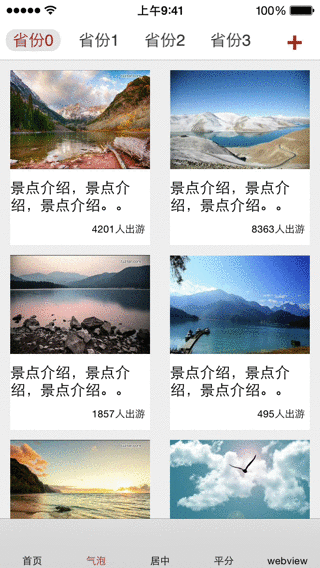 上午9:41
100%
省份0 省份1 省份2 省份3 +
景点介绍，景点介
绍，景点介绍。。
4201人出游
景点介绍，景点介
绍，景点介绍。。
8363人出游
景点介绍，景点介
绍，景点介绍。。
1857人出游
景点介绍，景点介
绍，景点介绍。。
495人出游
首页 气泡 居中 平分 webview